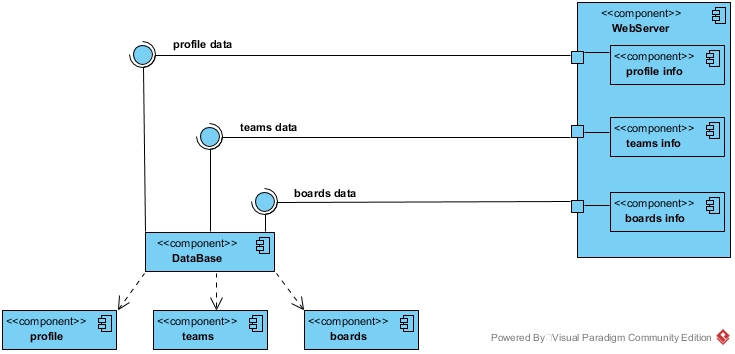 <<component>>
WebServer
profile data
<<component>>
profile info
teams data
<<component>>
teams info
boards data
<<component>>
boards info
<<component>>
DataBase
<<component>>
profile
<<component>>
teams
<<component>>
boards
Powered By Visual Paradigm Community Edition